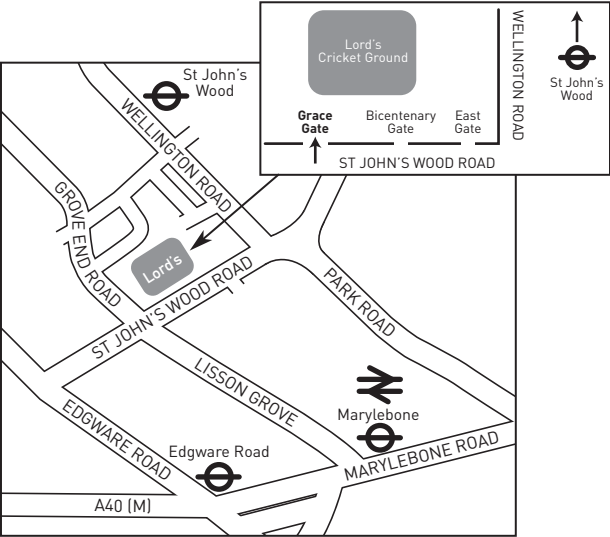 Lord's
Cricket Ground
WELLINGTON ROAD
St John's
Wood
Grace
Gate
Bicentenary
Gate
East
Gate
ST JOHN'S WOOD ROAD
St John's
Wood
WELLINGTON ROAD
GROVE END ROAD
Lord's
ST JOHN'S WOOD ROAD
PARK ROAD
LISSON GROVE
Marylebone
EDGWARE ROAD
Edgware Road
MARYLEBONE ROAD
A40 (M)